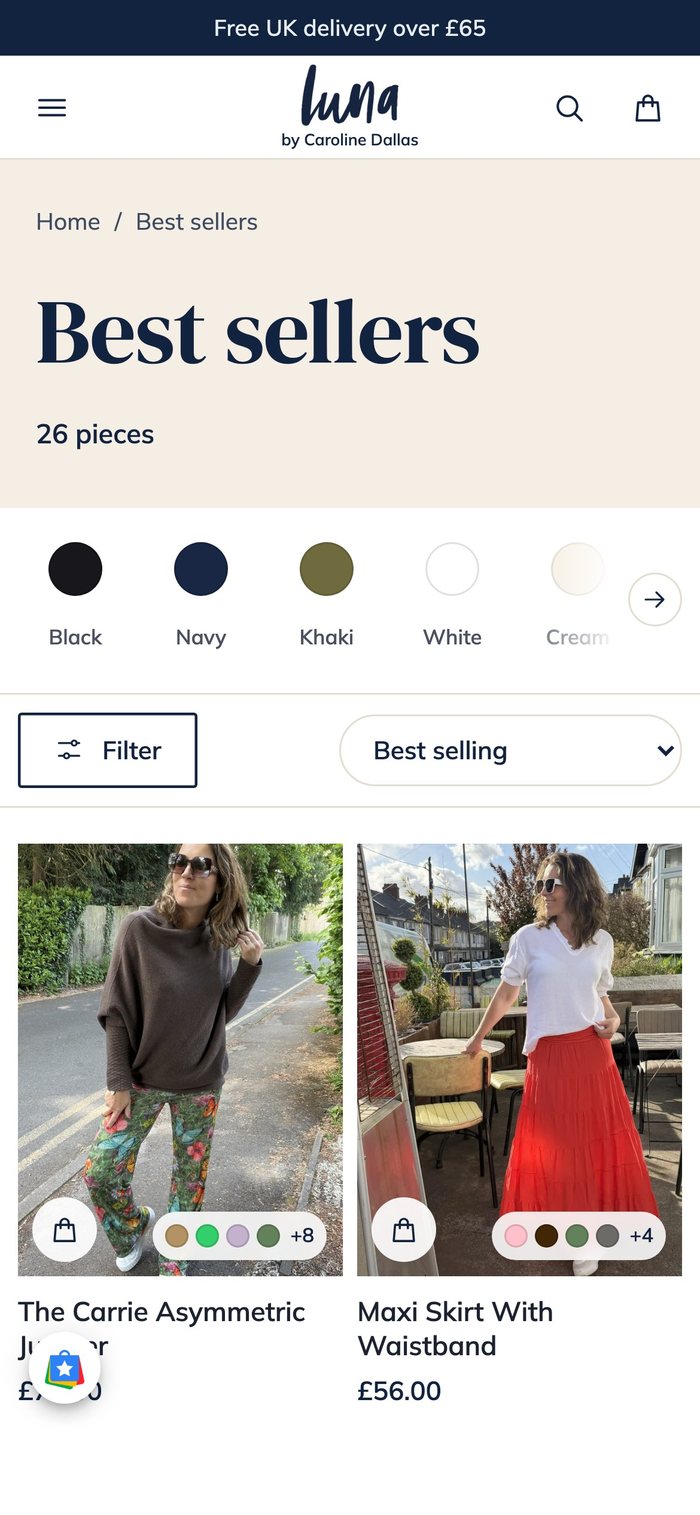 Free UK delivery over £65
luna
by Caroline Dallas
Home / Best sellers
Best sellers
26 pieces
Black
Navy
Khaki
White
Cream
Filter
Best selling
+8
+4
The Carrie Asymmetric
Maxi Skirt With
Waistband
£56.00